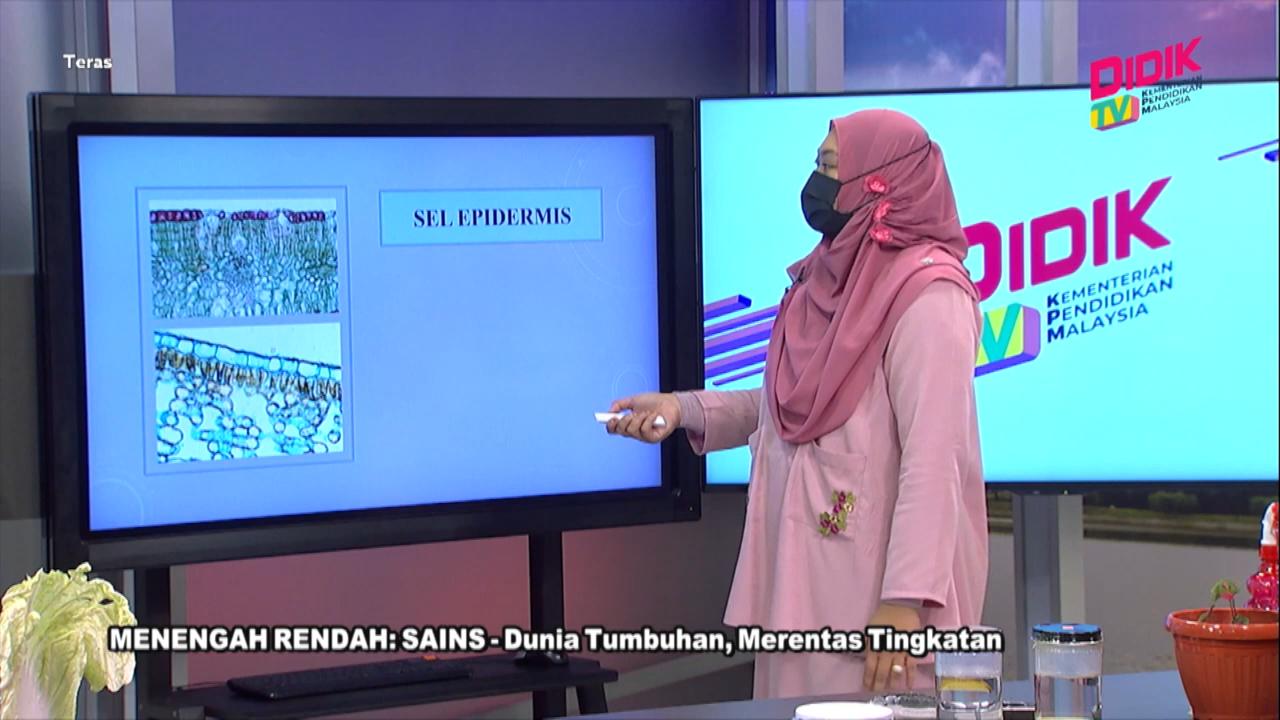 Teras
DIDIK
TV
KEMENTERIAN
PENDIDIKAN
MALAYSIA
SEL EPIDERMIS
DIDIK
TV
KEMENTERIAN
PENDIDIKAN
MALAYSIA
MENENGAH RENDAH: SAINS - Dunia Tumbuhan, Merentas Tingkatan